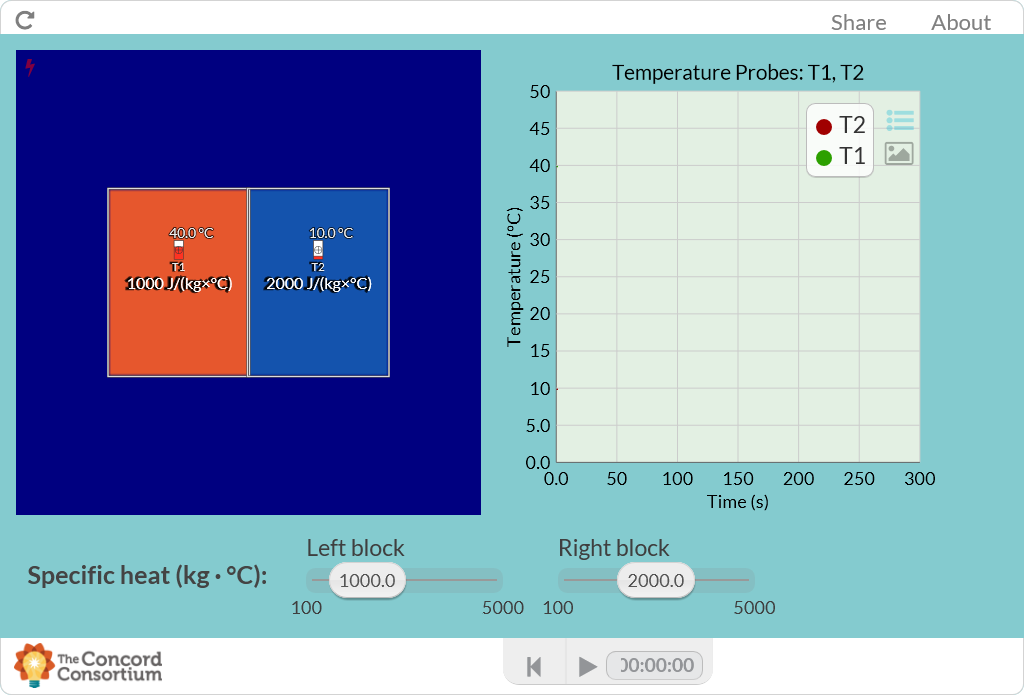 Share About
Temperature Probes: T1, T2
50
45
40
35
30
25
20
15
10
5.0
0.0
Temperature (°C)
T2
T1
0.0 50 100 150 200 250 300
Time (s)
40.0 °C
T1
1000 J/(kg×°C)
10.0 °C
T2
2000 J/(kg×°C)
Specific heat (kg · °C):
Left block
1000.0
100 5000
Right block
2000.0
100 5000
The Concord
Consortium
00:00:00